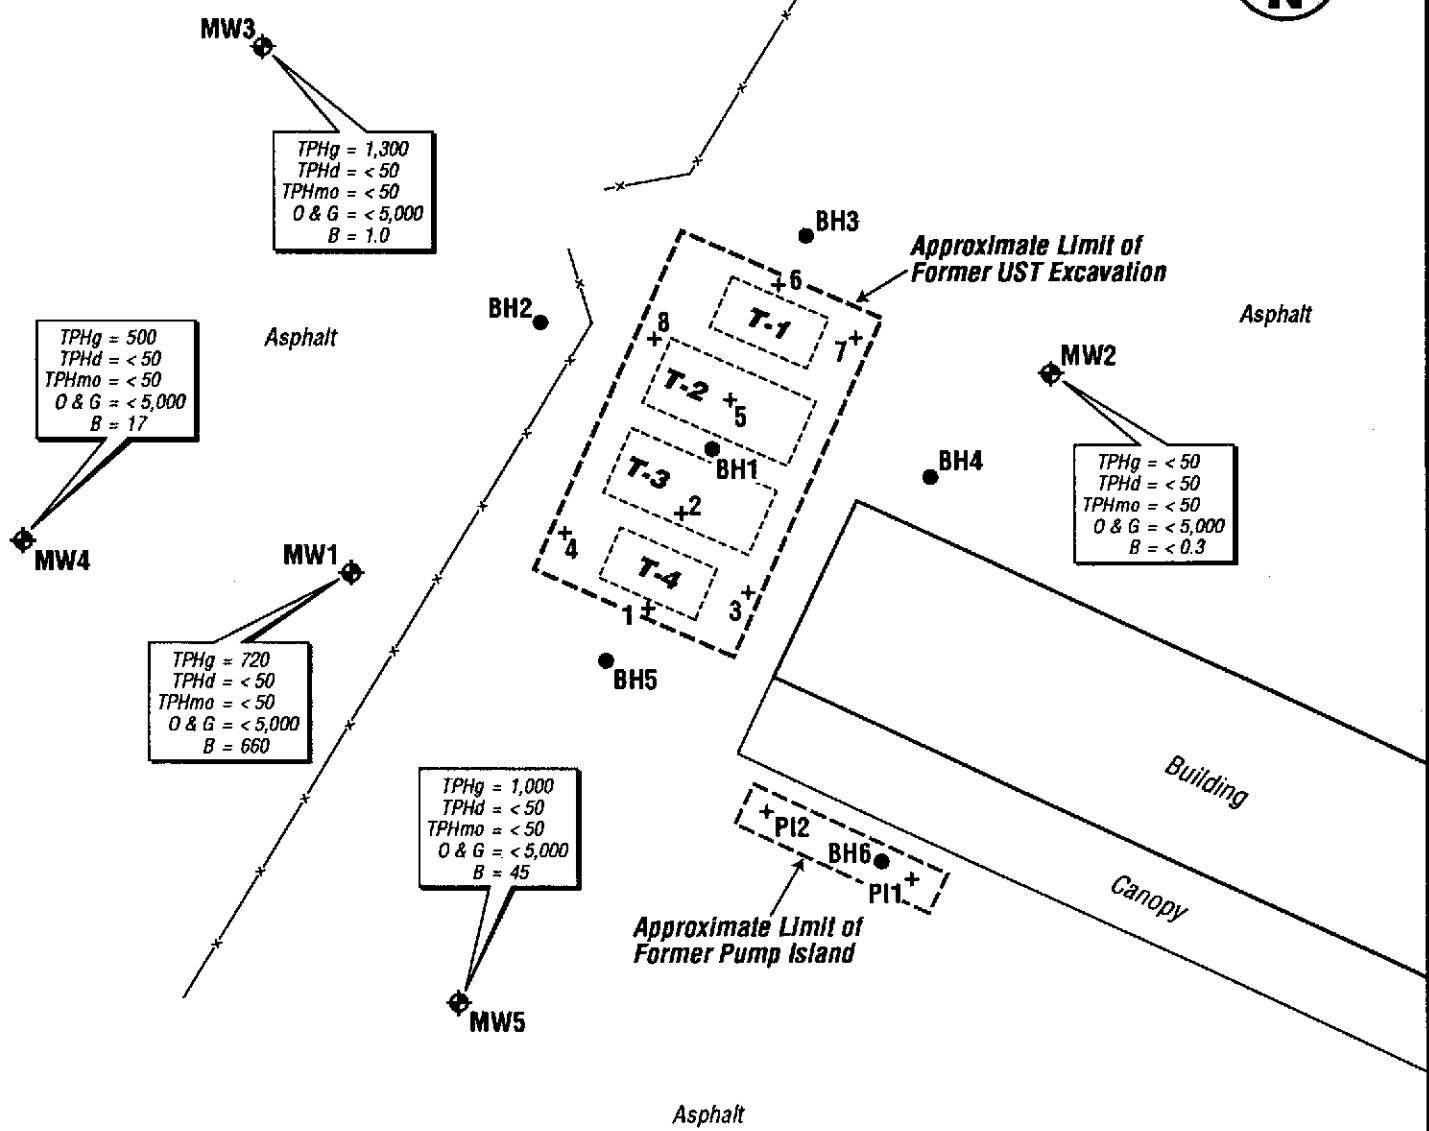 N
MW3
TPHg = 1,300
TPHd = < 50
TPHmo = < 50
O & G = < 5,000
B = 1.0
BH3
Approximate Limit of
Former UST Excavation
6
BH2
T-1
Asphalt
8
7
Asphalt
TPHg = 500
TPHd = < 50
TPHmo = < 50
O & G = < 5,000
B = 17
MW2
T-2
5
BH1
BH4
TPHg = < 50
TPHd = < 50
TPHmo = < 50
O & G = < 5,000
B = < 0.3
T-3
2
MW4
MW1
4
T-4
3
1
TPHg = 720
TPHd = < 50
TPHmo = < 50
O & G = < 5,000
B = 660
BH5
TPHg = 1,000
TPHd = < 50
TPHmo = < 50
O & G = < 5,000
B = 45
Building
PI2
BH6
PI1
Canopy
Approximate Limit of
Former Pump Island
MW5
Asphalt